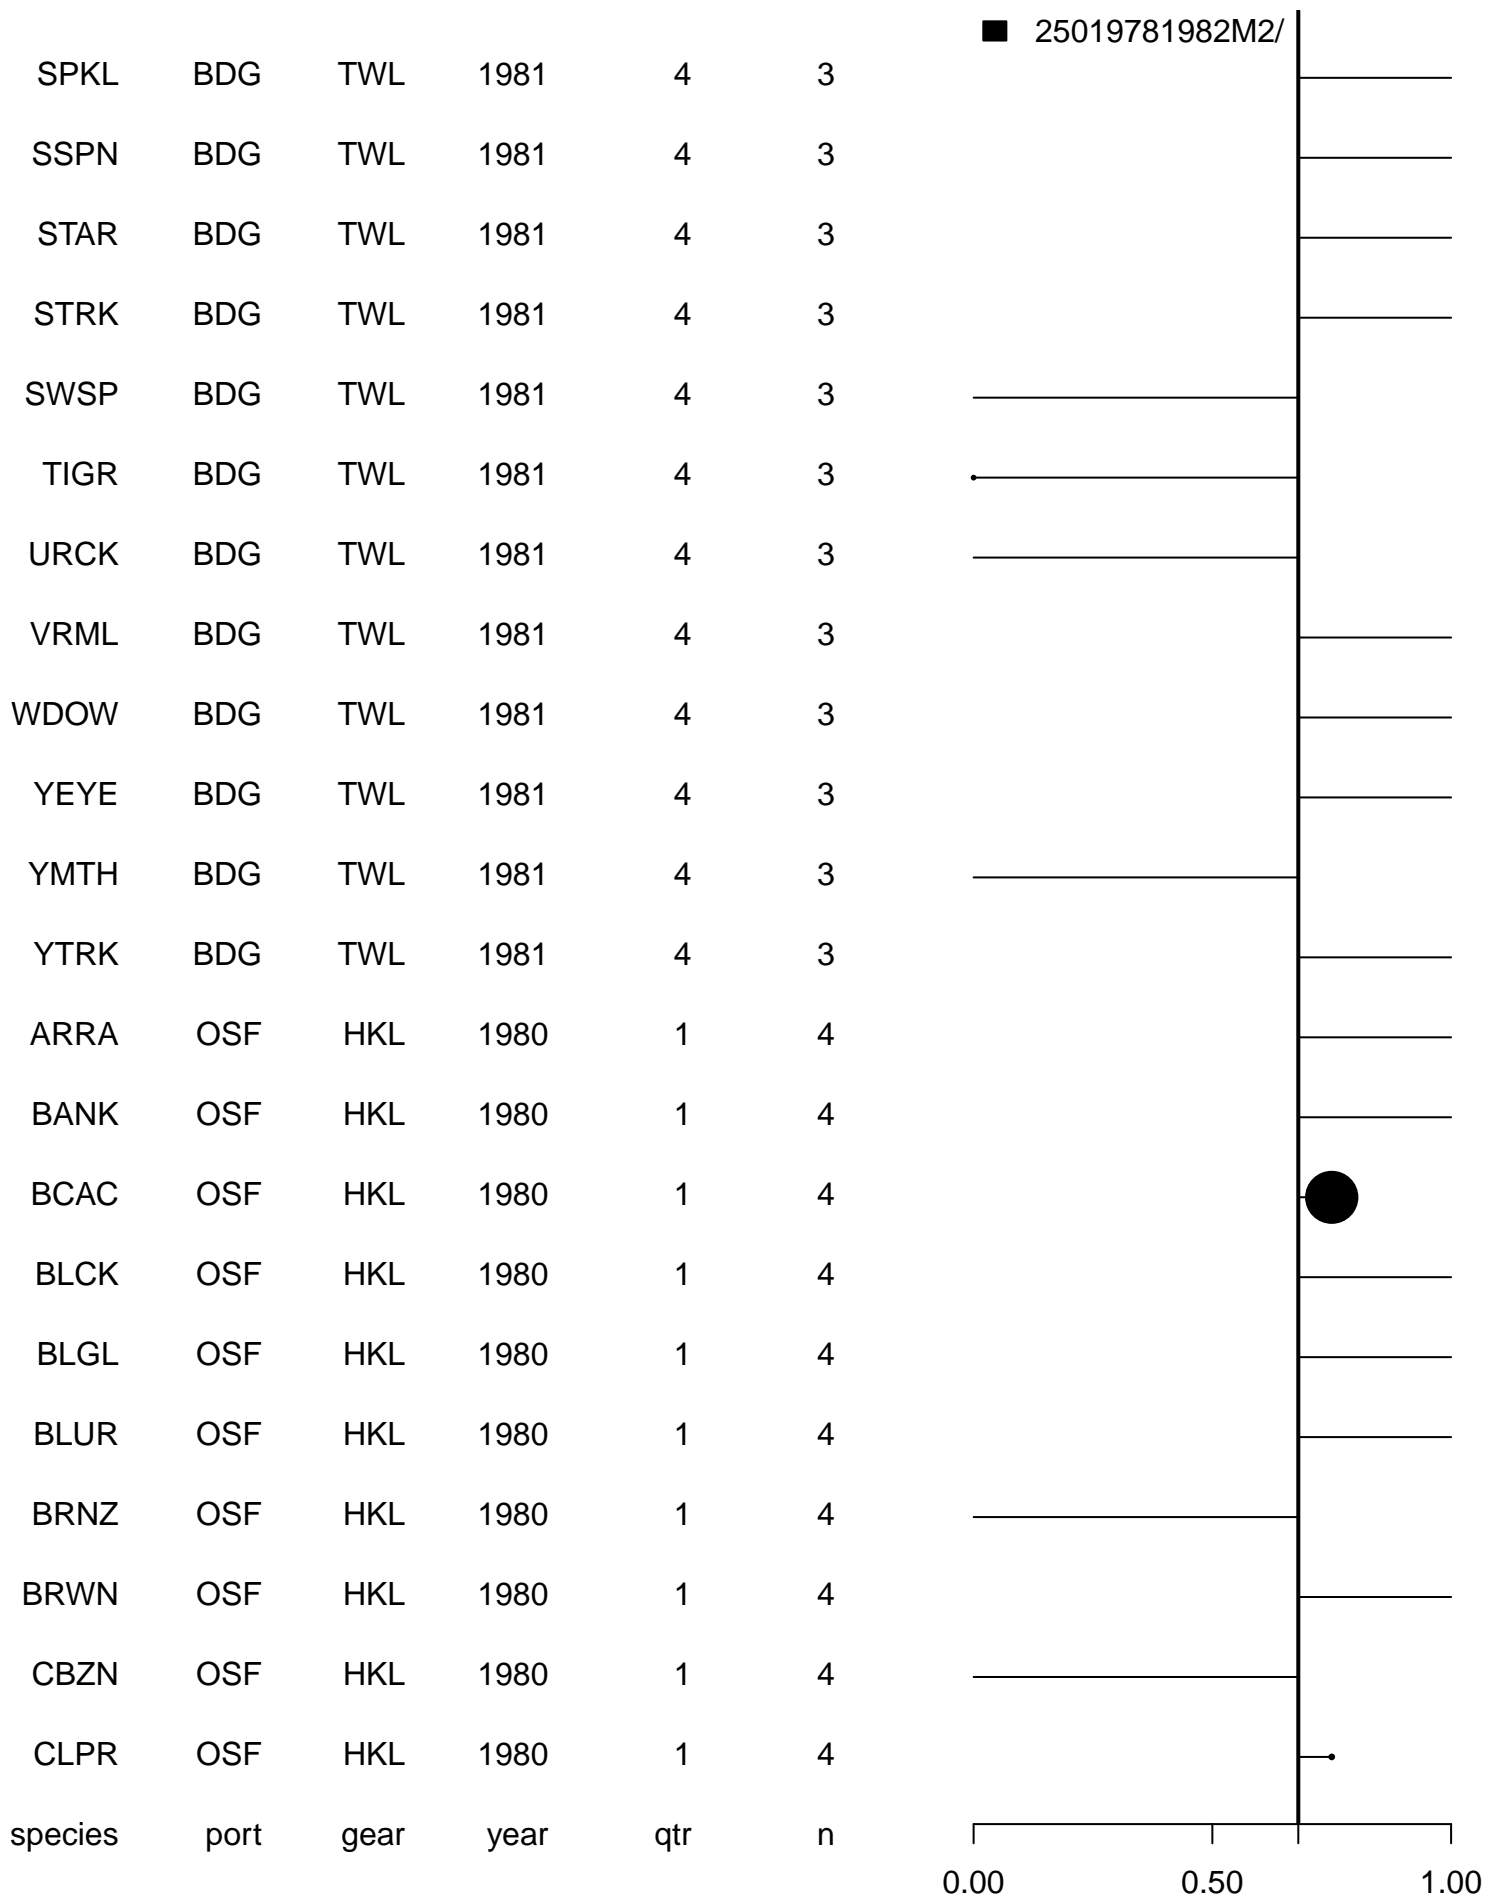 25019781982M2/
SPKL BDG TWL 1981 4 3
SSPN BDG TWL 1981 4 3
STAR BDG TWL 1981 4 3
STRK BDG TWL 1981 4 3
SWSP BDG TWL 1981 4 3
TIGR BDG TWL 1981 4 3
URCK BDG TWL 1981 4 3
VRML BDG TWL 1981 4 3
WDOW BDG TWL 1981 4 3
YEYE BDG TWL 1981 4 3
YMTH BDG TWL 1981 4 3
YTRK BDG TWL 1981 4 3
ARRA OSF HKL 1980 1 4
BANK OSF HKL 1980 1 4
BCAC OSF HKL 1980 1 4
BLCK OSF HKL 1980 1 4
BLGL OSF HKL 1980 1 4
BLUR OSF HKL 1980 1 4
BRNZ OSF HKL 1980 1 4
BRWN OSF HKL 1980 1 4
CBZN OSF HKL 1980 1 4
CLPR OSF HKL 1980 1 4
species port gear year qtr n
0.00 0.50 1.00